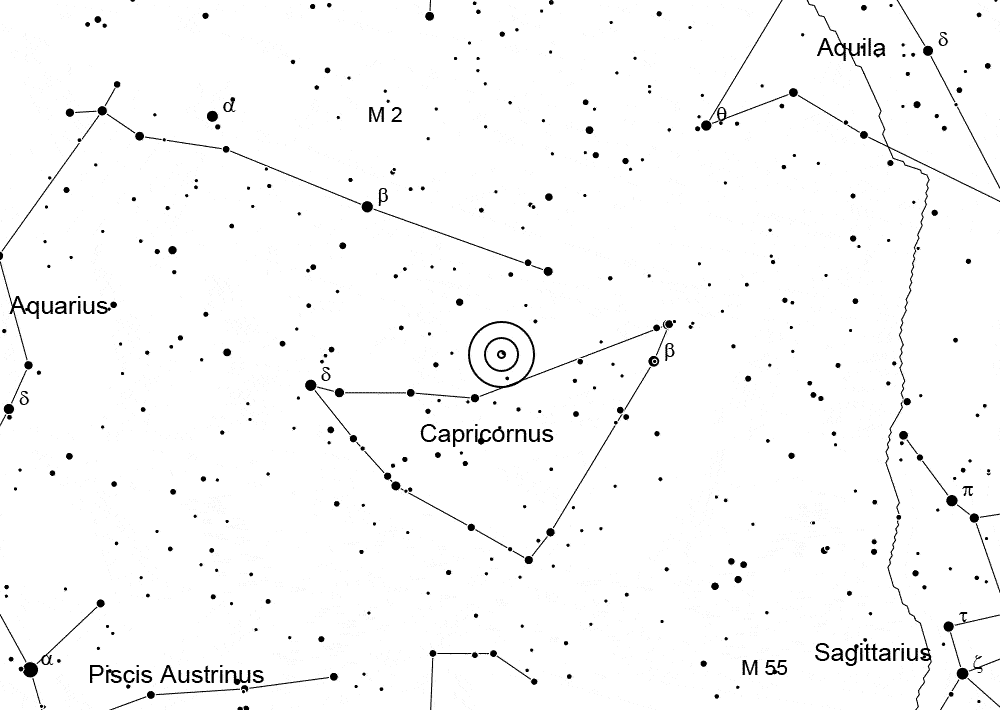 Aquila δ
α
M 2
θ
β
Aquarius
β
δ
δ
Capricornus
π
τ
Sagittarius
α
M 55
ζ
Piscis Austrinus